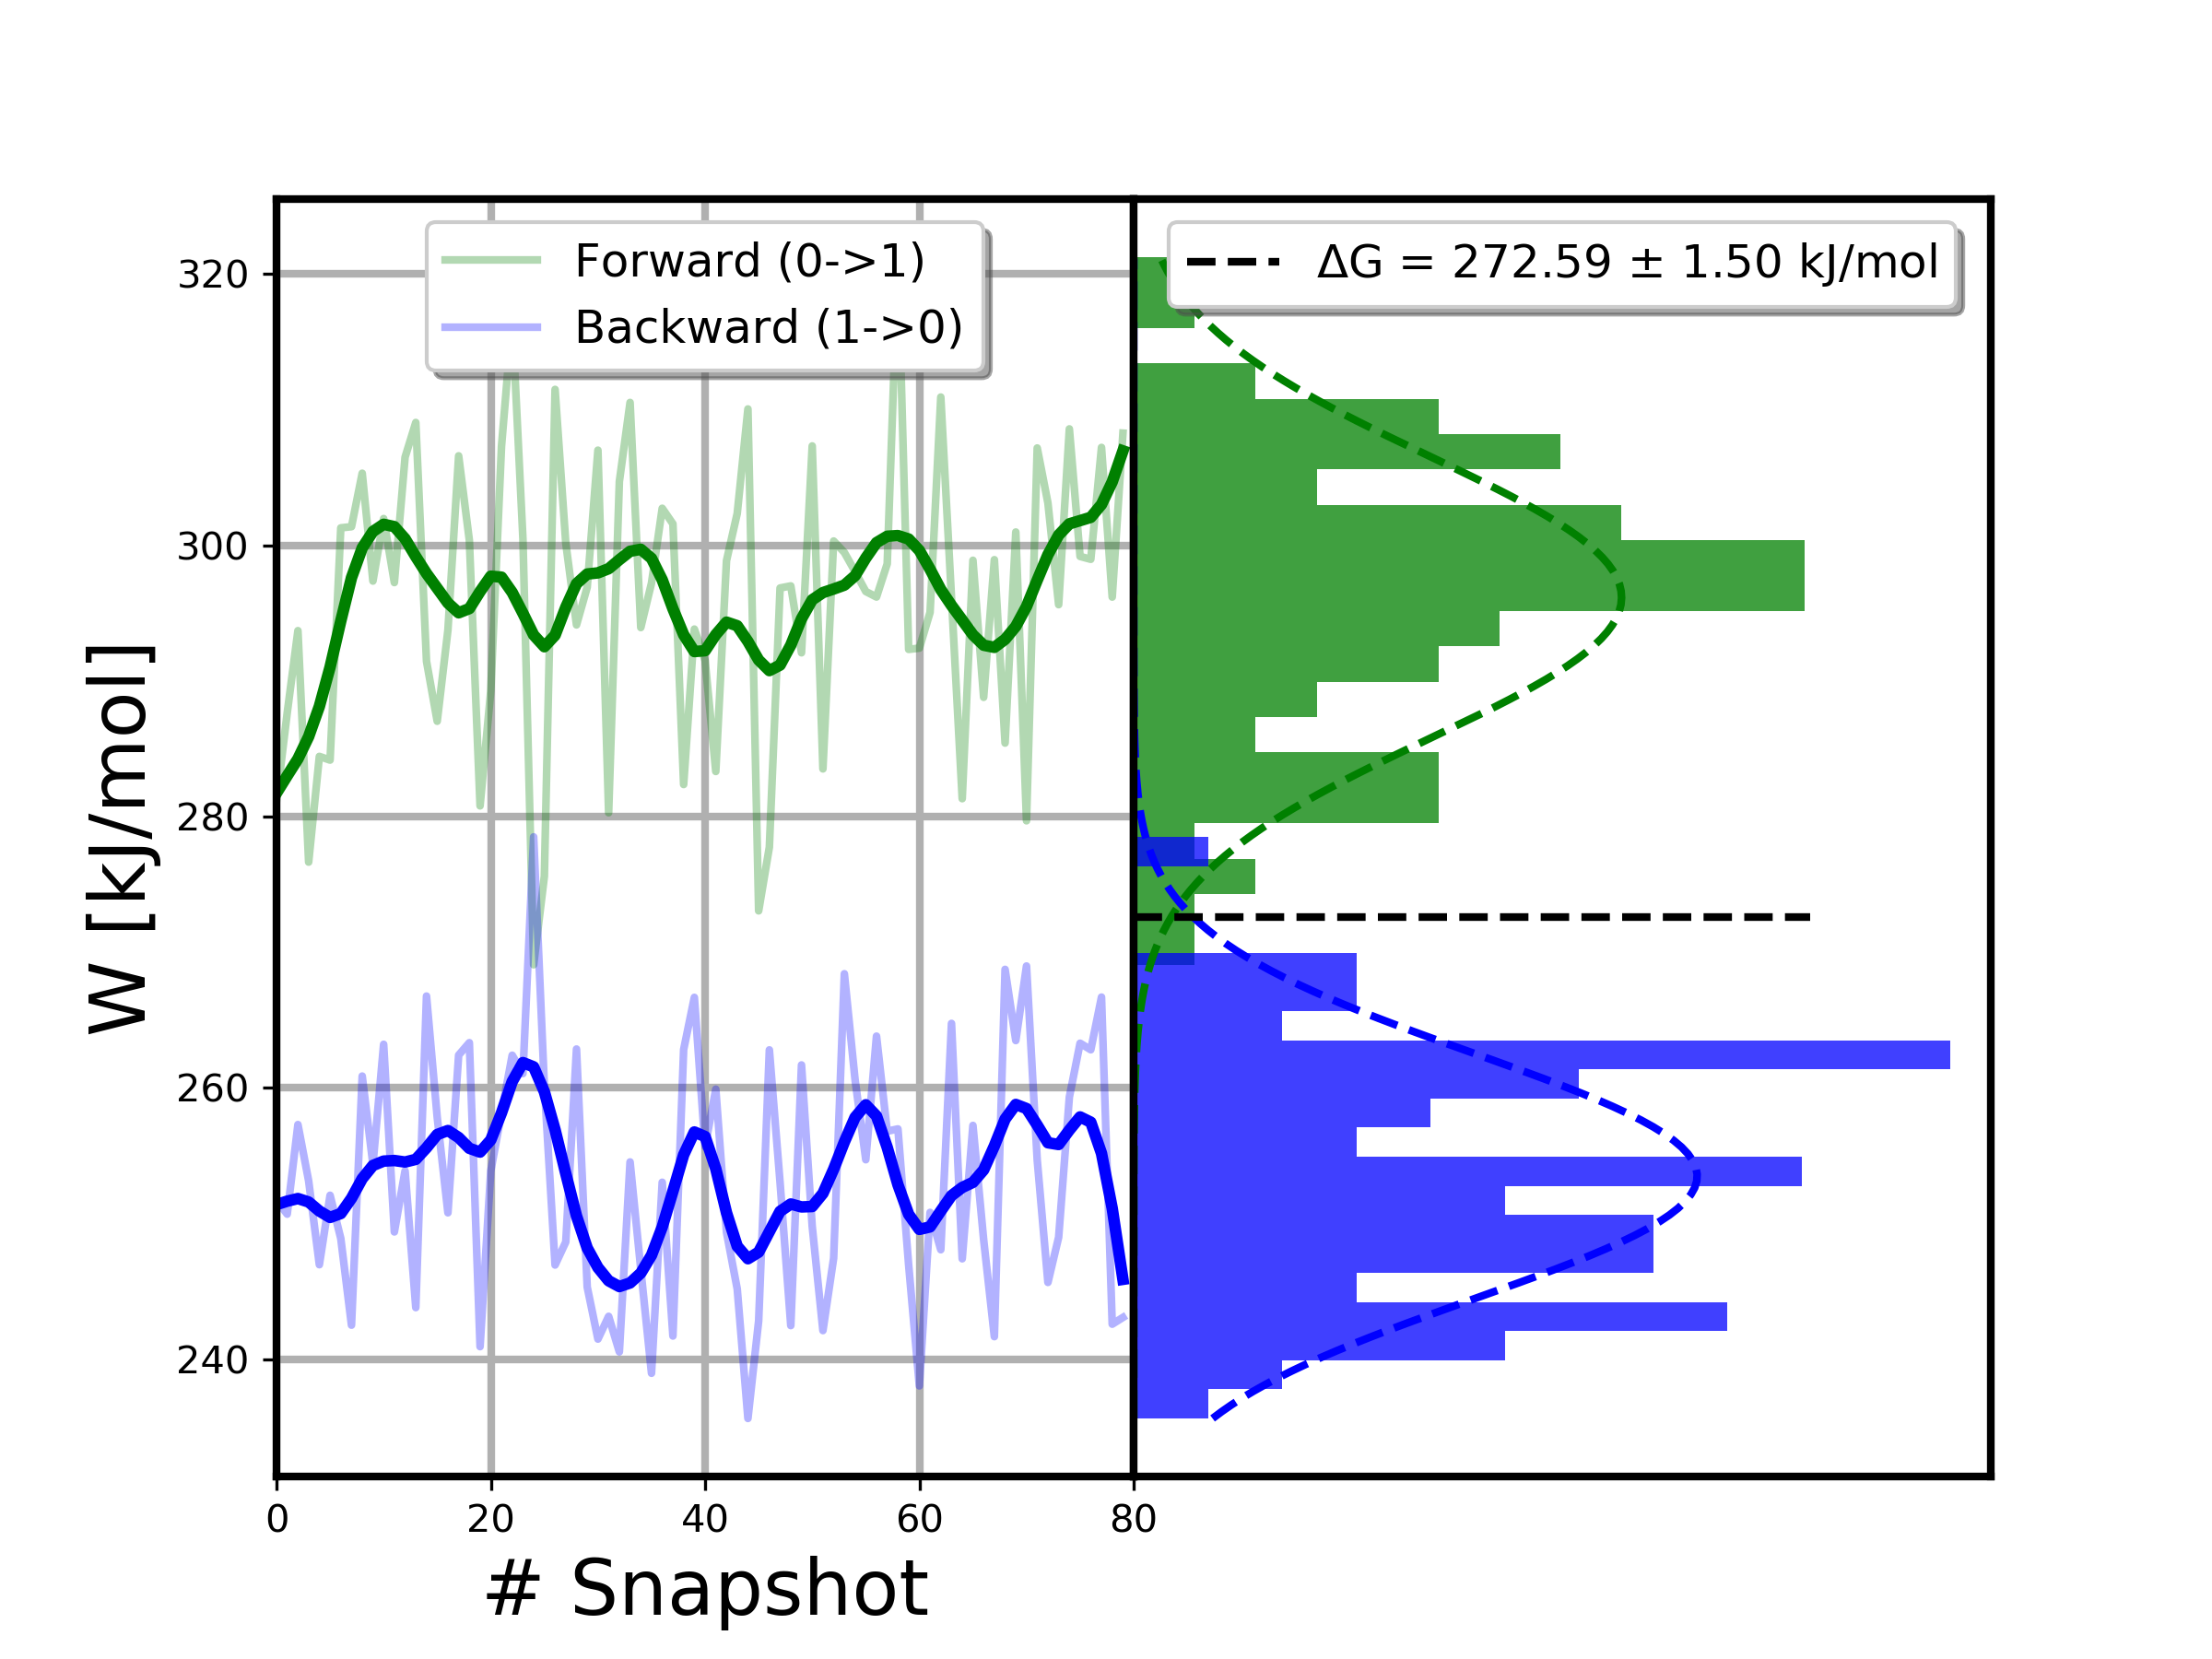 Forward (0->1)
Backward (1->0)
ΔG = 272.59 ± 1.50 kJ/mol
W [kJ/mol]
320
300
280
260
240
0 20 40 60 80
# Snapshot